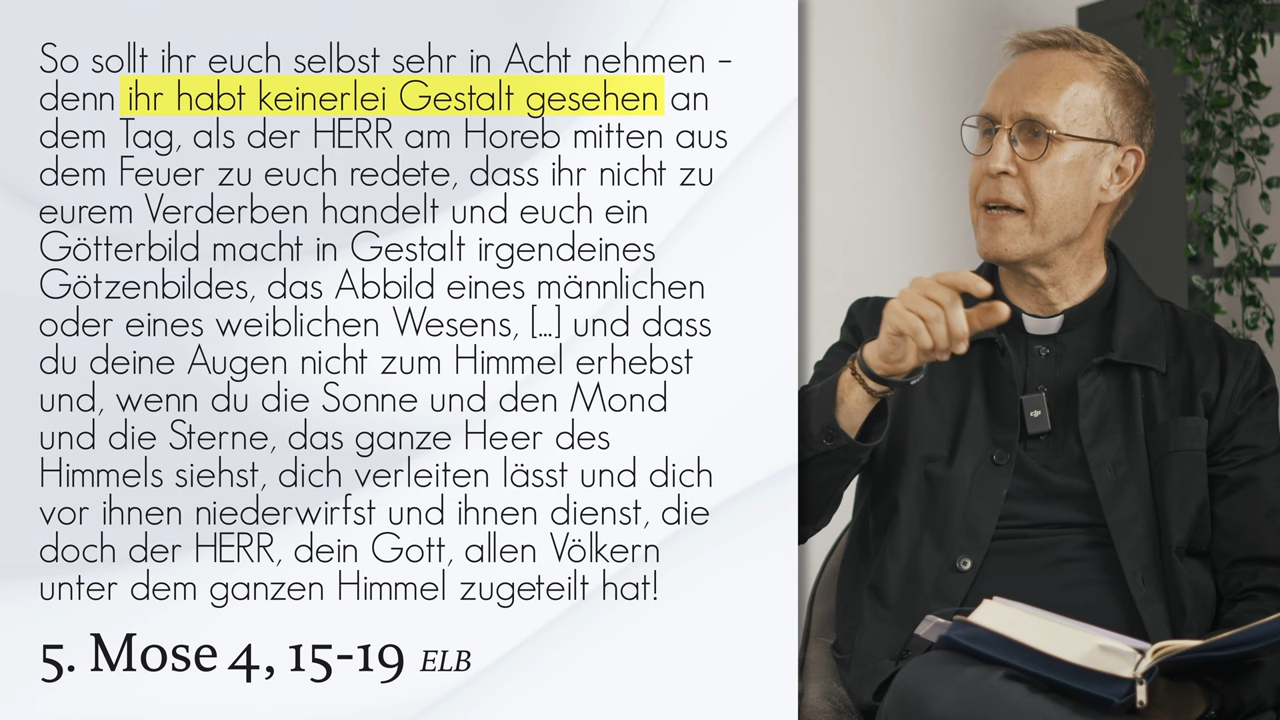 So sollt ihr euch selbst sehr in Acht nehmen –
denn ihr habt keinerlei Gestalt gesehen an
dem Tag, als der HERR am Horeb mitten aus
dem Feuer zu euch redete, dass ihr nicht zu
eurem Verderben handelt und euch ein
Götterbild macht in Gestalt irgendeines
Götzenbildes, das Abbild eines männlichen
oder eines weiblichen Wesens, [...] und dass
du deine Augen nicht zum Himmel erhebst
und, wenn du die Sonne und den Mond
und die Sterne, das ganze Heer des
Himmels siehst, dich verleiten lässt und dich
vor ihnen niederwirfst und ihnen dienst, die
doch der HERR, dein Gott, allen Völkern
unter dem ganzen Himmel zugeteilt hat!
5. Mose 4, 15-19 ELB
dji